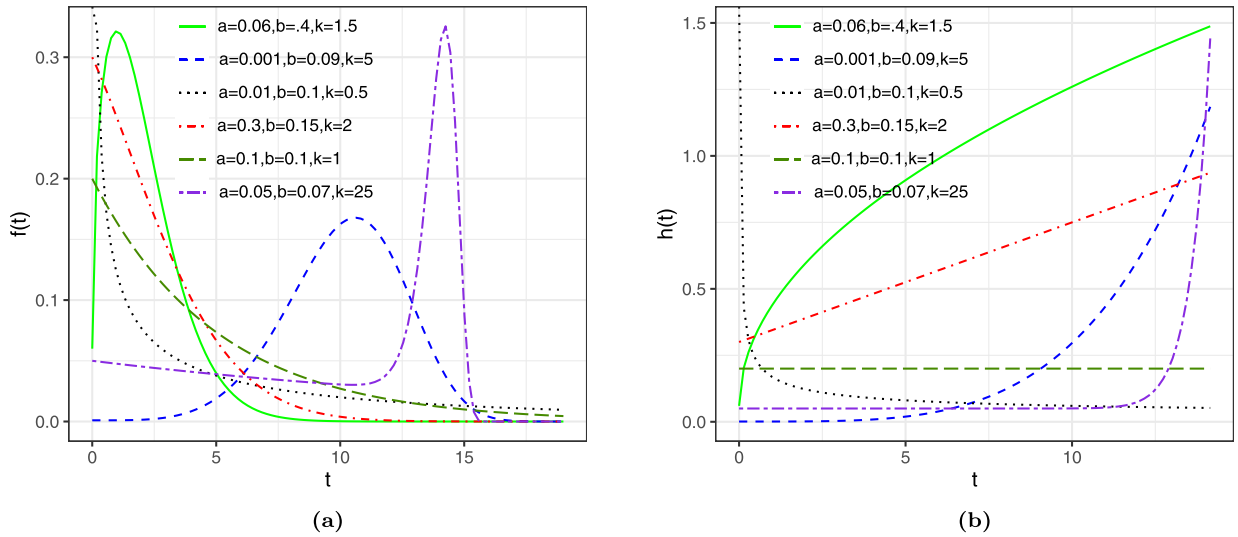 a=0.06,b=.4,k=1.5
a=0.001,b=0.09,k=5
a=0.01,b=0.1,k=0.5
a=0.3,b=0.15,k=2
a=0.1,b=0.1,k=1
a=0.05,b=0.07,k=25
0.3
0.2
0.1
0.0
f(t)
0
5
10
15
t
(a)
a=0.06,b=.4,k=1.5
a=0.001,b=0.09,k=5
a=0.01,b=0.1,k=0.5
a=0.3,b=0.15,k=2
a=0.1,b=0.1,k=1
a=0.05,b=0.07,k=25
1.5
1.0
0.5
0.0
h(t)
0
5
10
t
(b)